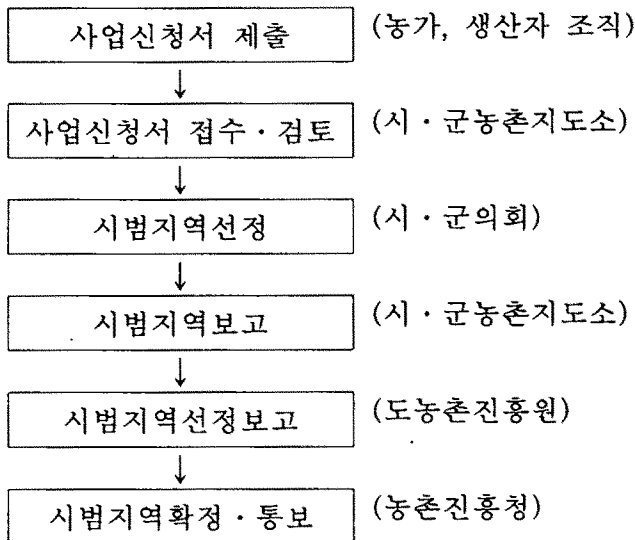 사업신청서 제출 (농가, 생산자 조직)
↓
사업신청서 접수·검토 (시·군농촌지도소)
↓
시범지역선정 (시·군의회)
↓
시범지역보고 (시·군농촌지도소)
↓
시범지역선정보고 (도농촌진흥원)
↓
시범지역확정·통보 (농촌진흥청)